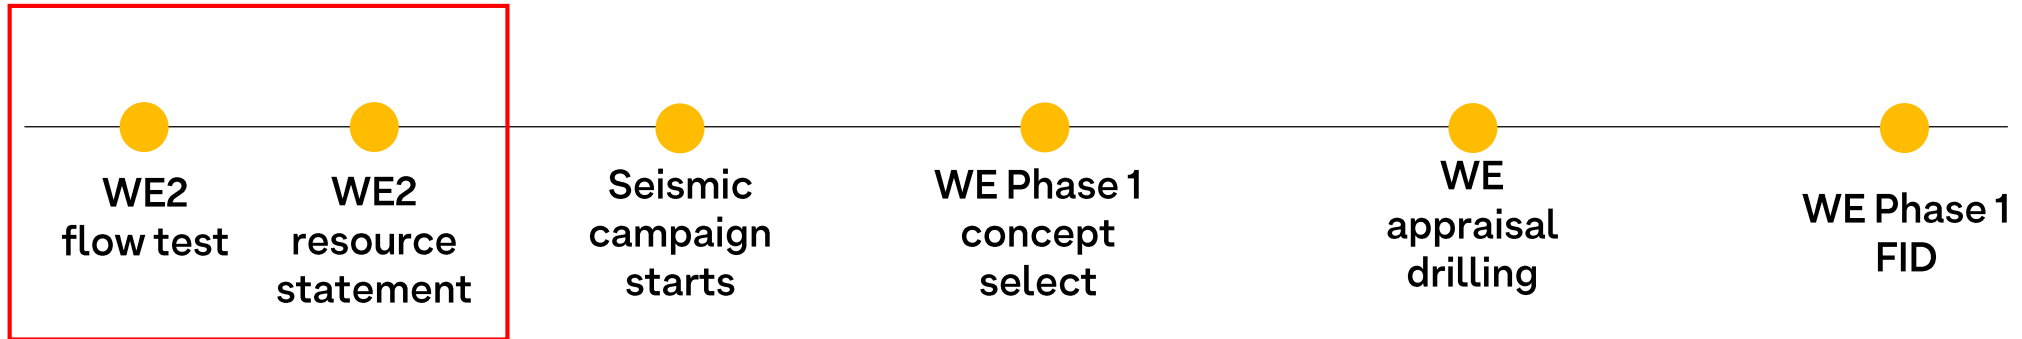 WE2
flow test
WE2
resource
statement
Seismic
campaign
starts
WE Phase 1
concept
select
WE
appraisal
drilling
WE Phase 1
FID